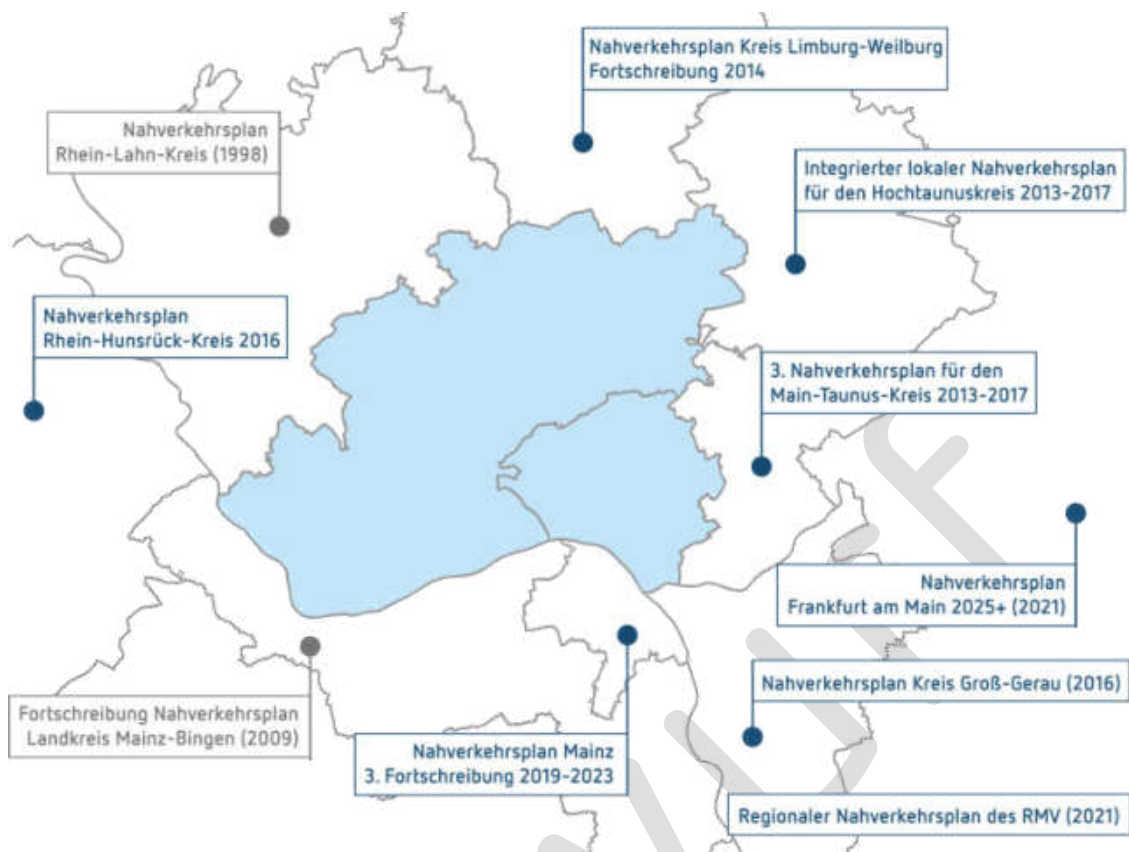 Nahverkehrsplan Kreis Limburg-Weilburg
Fortschreibung 2014
Nahverkehrsplan
Rhein-Lahn-Kreis (1998)
Integrierter lokaler Nahverkehrsplan
für den Hochtaunuskreis 2013-2017
Nahverkehrsplan
Rhein-Hunsrück-Kreis 2016
3. Nahverkehrsplan für den
Main-Taunus-Kreis 2013-2017
Nahverkehrsplan
Frankfurt am Main 2025+ (2021)
Nahverkehrsplan Kreis Groß-Gerau (2016)
Fortschreibung Nahverkehrsplan
Landkreis Mainz-Bingen (2009)
Nahverkehrsplan Mainz
3. Fortschreibung 2019-2023
Regionaler Nahverkehrsplan des RMV (2021)